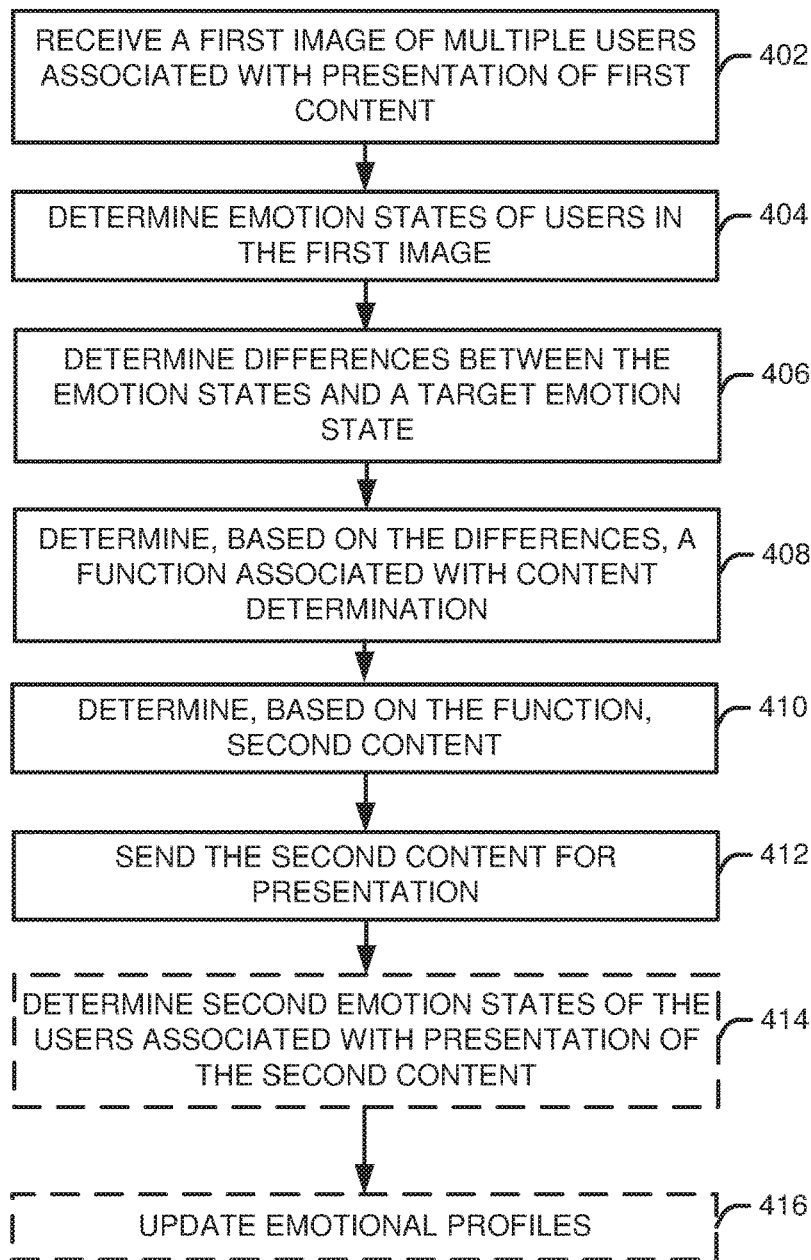 RECEIVE A FIRST IMAGE OF MULTIPLE USERS
ASSOCIATED WITH PRESENTATION OF FIRST
CONTENT
402
DETERMINE EMOTION STATES OF USERS IN
THE FIRST IMAGE
404
DETERMINE DIFFERENCES BETWEEN THE
EMOTION STATES AND A TARGET EMOTION
STATE
406
DETERMINE, BASED ON THE DIFFERENCES, A
FUNCTION ASSOCIATED WITH CONTENT
DETERMINATION
408
DETERMINE, BASED ON THE FUNCTION,
SECOND CONTENT
410
SEND THE SECOND CONTENT FOR
PRESENTATION
412
DETERMINE SECOND EMOTION STATES OF THE
USERS ASSOCIATED WITH PRESENTATION OF
THE SECOND CONTENT
414
UPDATE EMOTIONAL PROFILES
416